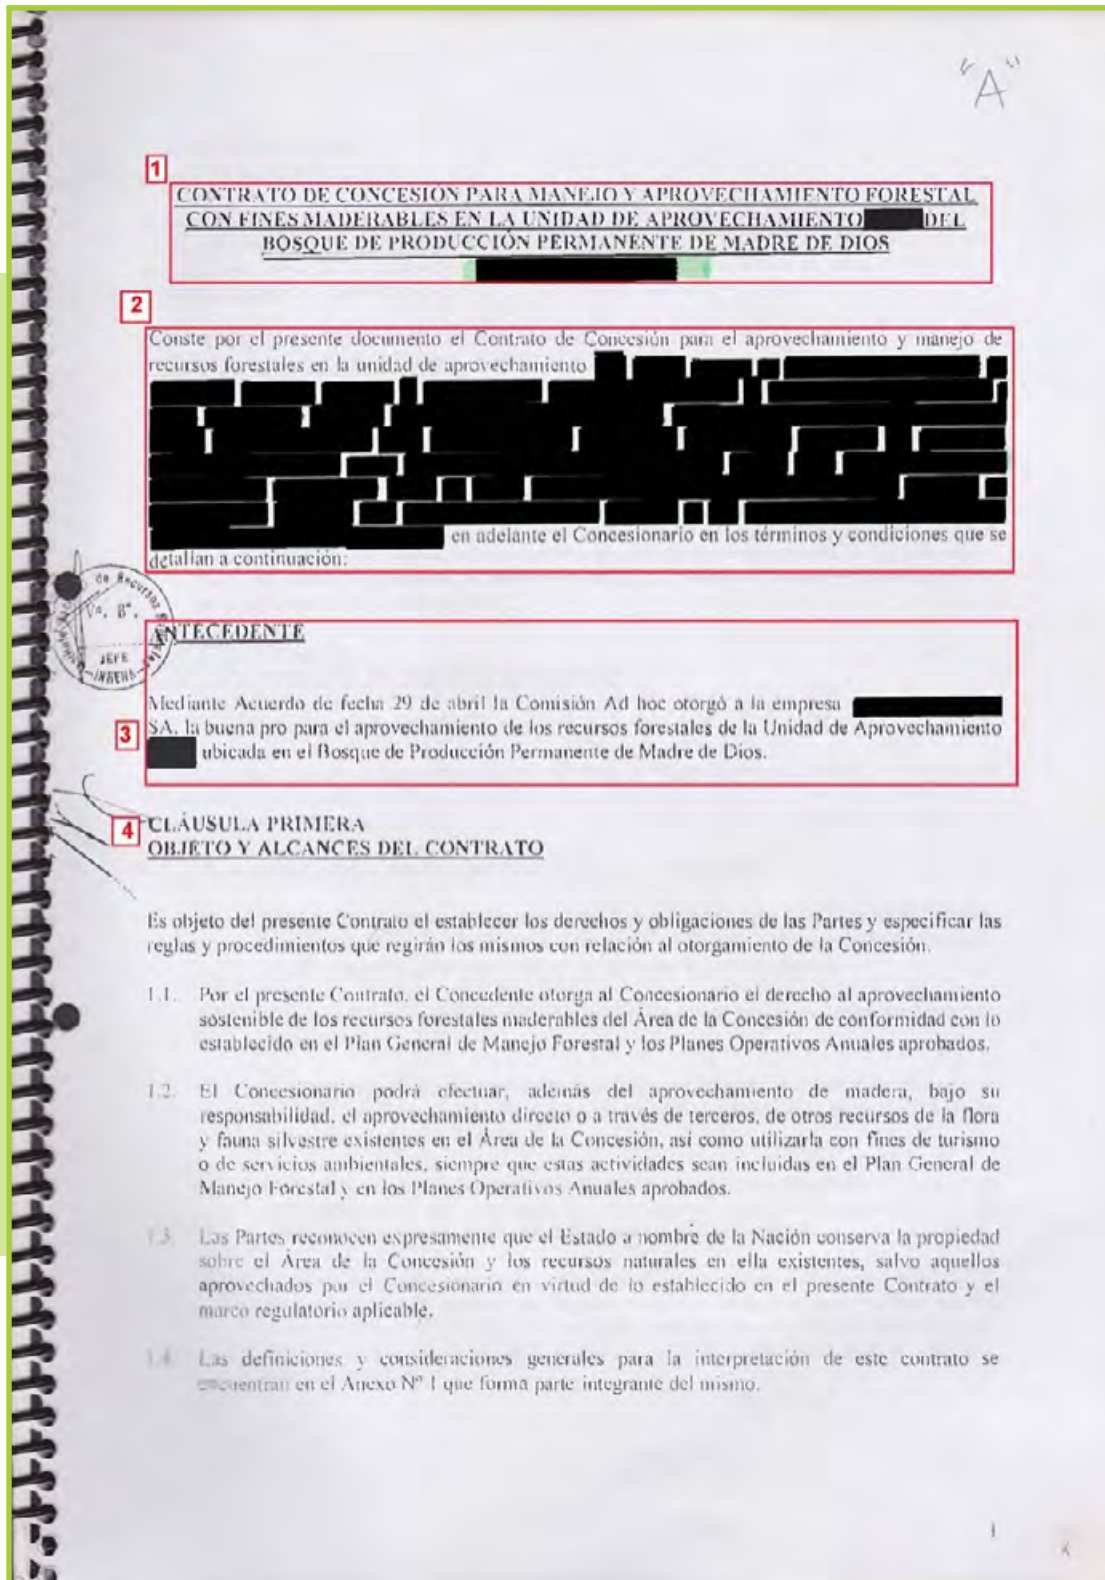 "A"
1
CONTRATO DE CONCESIÓN PARA MANEJO Y APROVECHAMIENTO FORESTAL
CON FINES MADERABLES EN LA UNIDAD DE APROVECHAMIENTO DEL
BOSQUE DE PRODUCCIÓN PERMANENTE DE MADRE DE DIOS
2
Conste por el presente documento el Contrato de Concesión para el aprovechamiento y manejo de
recursos forestales en la unidad de aprovechamiento
en adelante el Concesionario en los términos y condiciones que se
detallan a continuación:
de Recursos
Vº. Bº.
JEFE
INRENA
ANTECEDENTE
Mediante Acuerdo de fecha 29 de abril la Comisión Ad hoc otorgó a la empresa
3
SA, la buena pro para el aprovechamiento de los recursos forestales de la Unidad de Aprovechamiento
ubicada en el Bosque de Producción Permanente de Madre de Dios.
4
CLÁUSULA PRIMERA
OBJETO Y ALCANCES DEL CONTRATO
Es objeto del presente Contrato el establecer los derechos y obligaciones de las Partes y especificar las
reglas y procedimientos que regirán los mismos con relación al otorgamiento de la Concesión.
1.1. Por el presente Contrato, el Concedente otorga al Concesionario el derecho al aprovechamiento
sostenible de los recursos forestales maderables del Área de la Concesión de conformidad con lo
establecido en el Plan General de Manejo Forestal y los Planes Operativos Anuales aprobados.
1.2. El Concesionario podrá efectuar, además del aprovechamiento de madera, bajo su
responsabilidad, el aprovechamiento directo o a través de terceros, de otros recursos de la flora
y fauna silvestre existentes en el Área de la Concesión, así como utilizarla con fines de turismo
o de servicios ambientales, siempre que estas actividades sean incluidas en el Plan General de
Manejo Forestal y en los Planes Operativos Anuales aprobados.
1.3. Las Partes reconocen expresamente que el Estado a nombre de la Nación conserva la propiedad
sobre el Área de la Concesión y los recursos naturales en ella existentes, salvo aquellos
aprovechados por el Concesionario en virtud de lo establecido en el presente Contrato y el
marco regulatorio aplicable.
1.4. Las definiciones y consideraciones generales para la interpretación de este contrato se
encuentran en el Anexo Nº 1 que forma parte integrante del mismo.
1